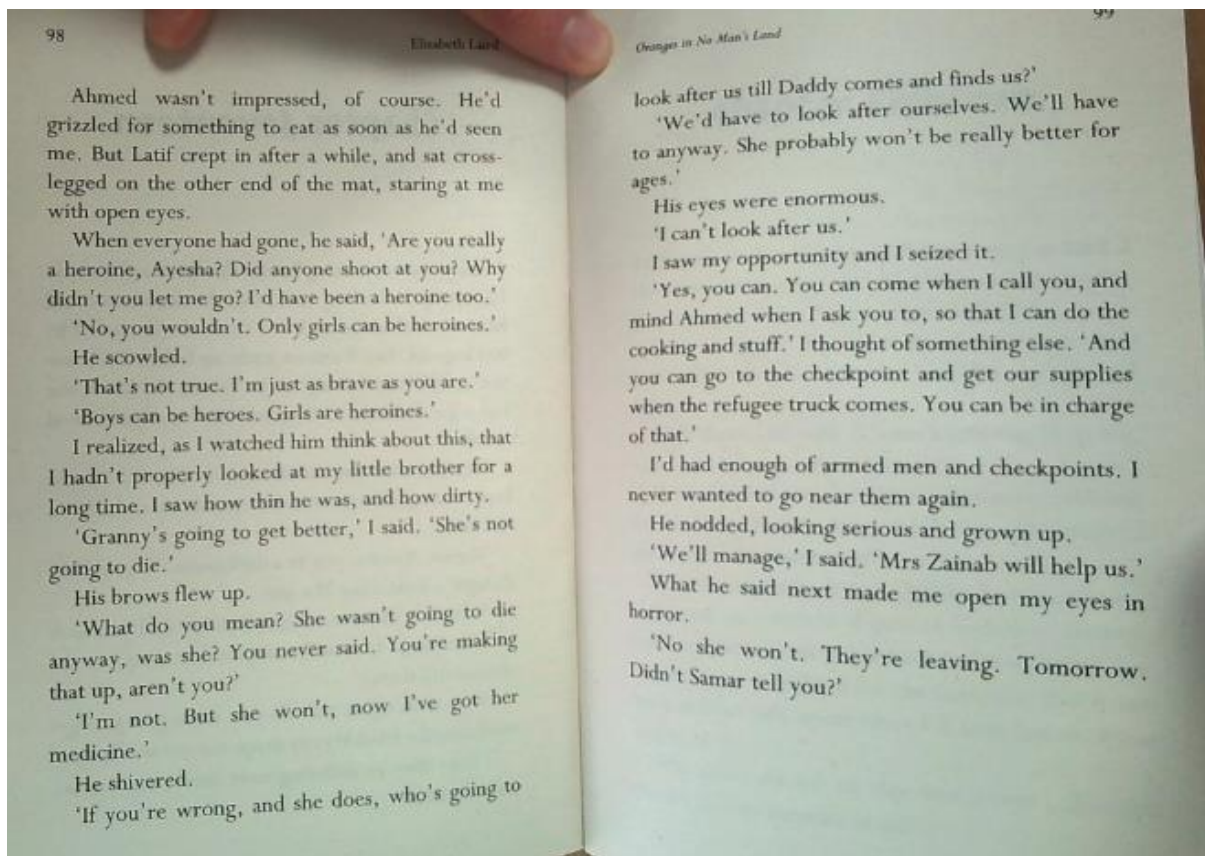 98
Elisabeth Laird
Ahmed wasn't impressed, of course. He'd
grizzled for something to eat as soon as he'd seen
me. But Latif crept in after a while, and sat cross-
legged on the other end of the mat, staring at me
with open eyes.
When everyone had gone, he said, 'Are you really
a heroine, Ayesha? Did anyone shoot at you? Why
didn't you let me go? I'd have been a heroine too.'
'No, you wouldn't. Only girls can be heroines.'
He scowled.
'That's not true. I'm just as brave as you are.'
'Boys can be heroes. Girls are heroines.'
I realized, as I watched him think about this, that
I hadn't properly looked at my little brother for a
long time. I saw how thin he was, and how dirty.
'Granny's going to get better,' I said. 'She's not
going to die.'
His brows flew up.
'What do you mean? She wasn't going to die
anyway, was she? You never said. You're making
that up, aren't you?'
'I'm not. But she won't, now I've got her
medicine.'
He shivered.
'If you're wrong, and she does, who's going to
99
Oranges in No Man's Land
look after us till Daddy comes and finds us?'
'We'd have to look after ourselves. We'll have
to anyway. She probably won't be really better for
ages.'
His eyes were enormous.
'I can't look after us.'
I saw my opportunity and I seized it.
'Yes, you can. You can come when I call you, and
mind Ahmed when I ask you to, so that I can do the
cooking and stuff.' I thought of something else. 'And
you can go to the checkpoint and get our supplies
when the refugee truck comes. You can be in charge
of that.'
I'd had enough of armed men and checkpoints. I
never wanted to go near them again.
He nodded, looking serious and grown up.
'We'll manage,' I said. 'Mrs Zainab will help us.'
What he said next made me open my eyes in
horror.
'No she won't. They're leaving. Tomorrow.
Didn't Samar tell you?'